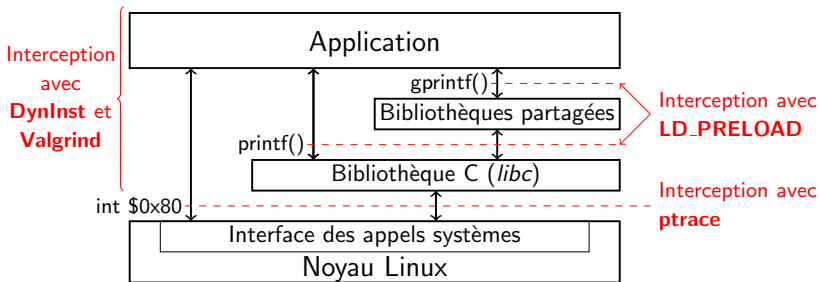 Application
Interception
avec
DynInst et
Valgrind
gprintf()
Bibliothèques partagées
Interception avec
LD_PRELOAD
printf()
Bibliothèque C (libc)
int $0x80
Interception avec
ptrace
Interface des appels systèmes
Noyau Linux